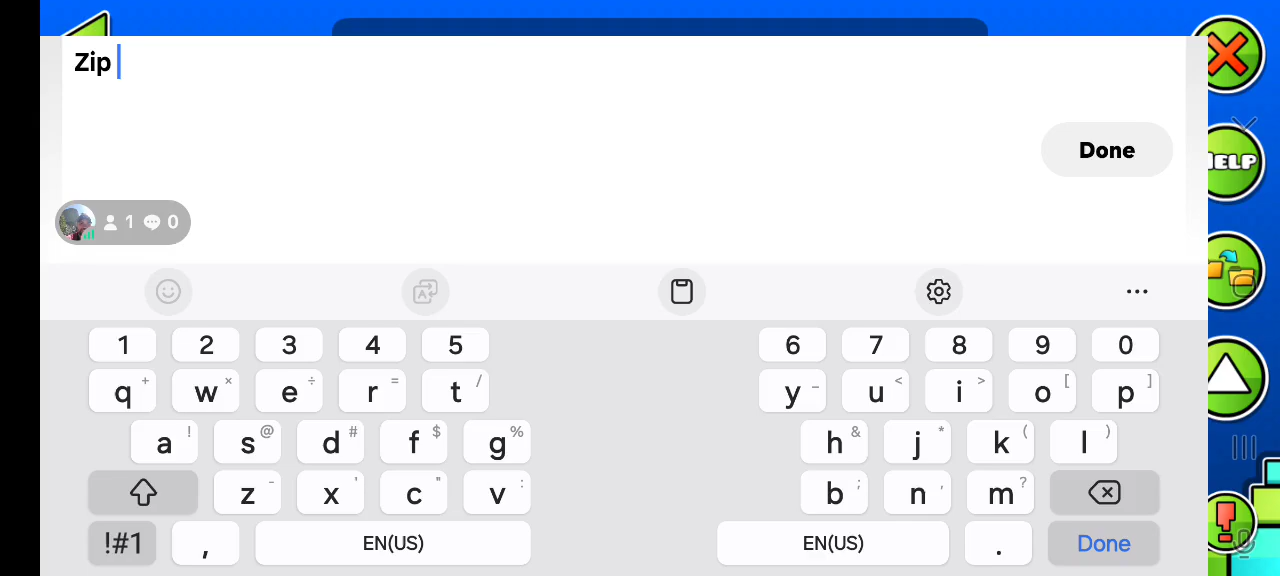 Zip
Done
HELP
1 0
1 2 3 4 5 6 7 8 9 0
q + w × e ÷ r = t / y _ u < i > o [ p ]
a ! s @ d # f $ g % h & j * k ( l )
z - x ' c " v : b ; n , m ?
!#1 , EN(US) EN(US) . Done